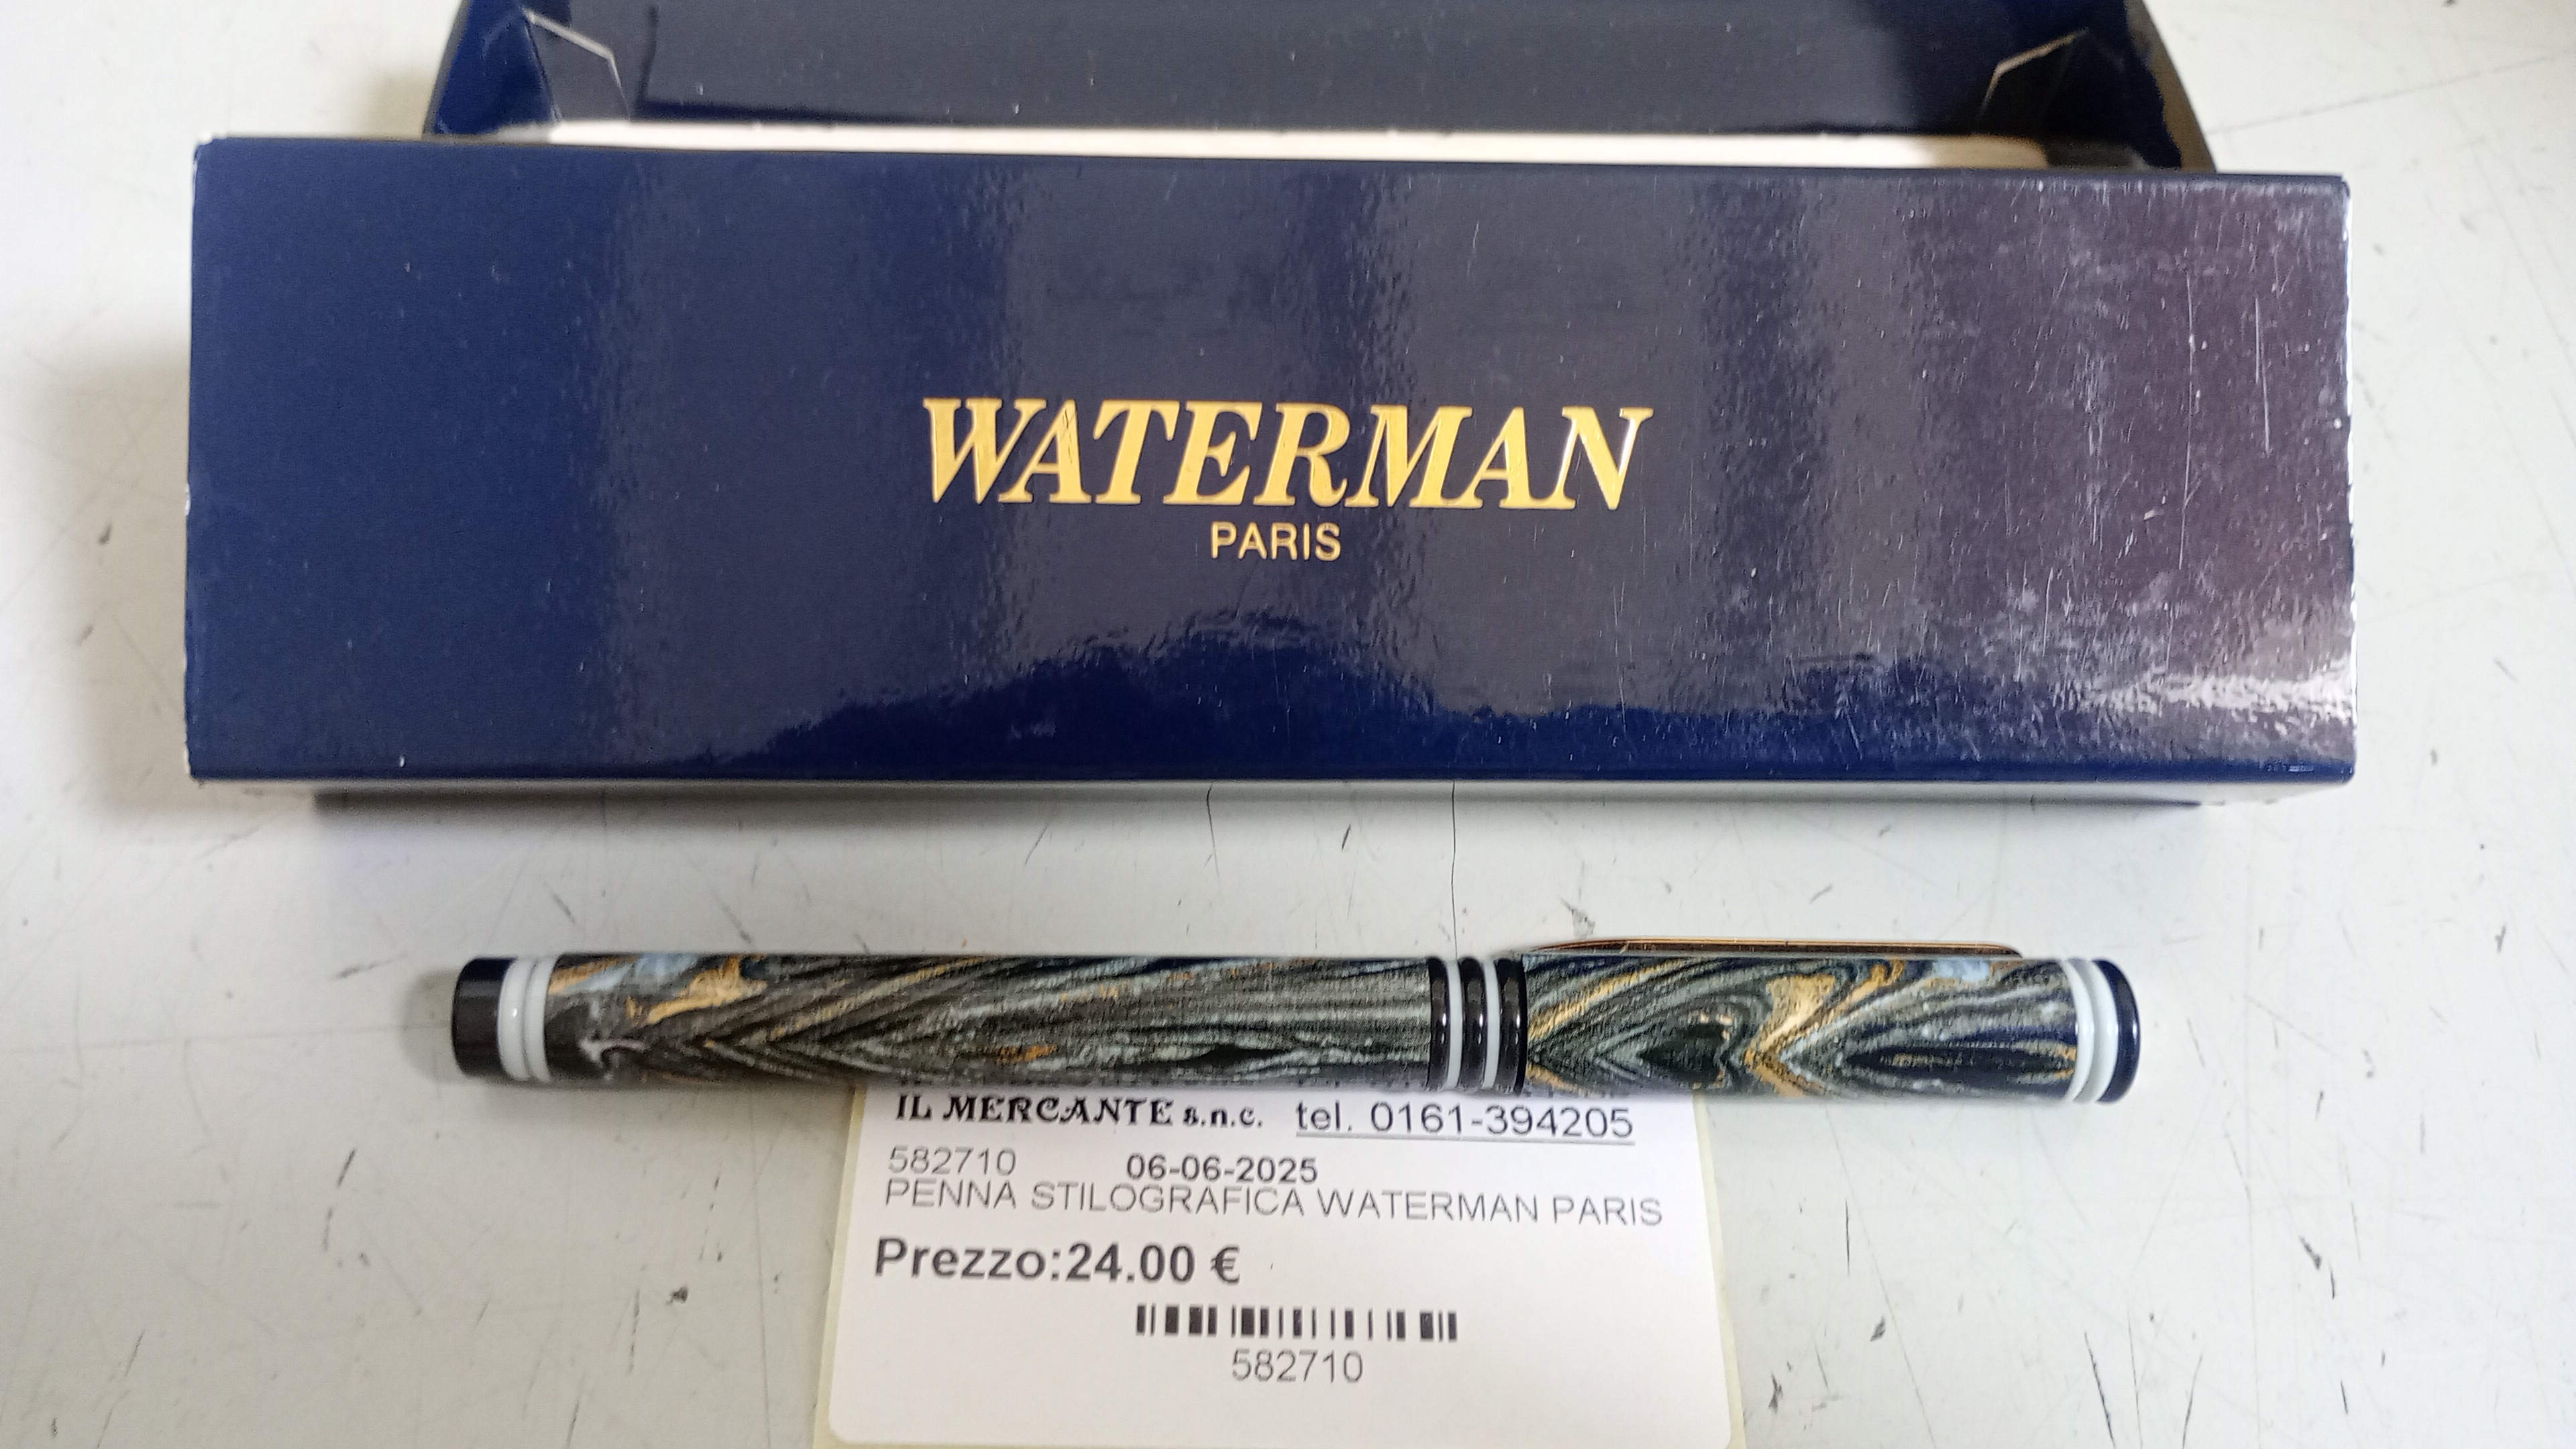 WATERMAN
PARIS
IL MERCANTE s.n.c. tel. 0161-394205
582710 06-06-2025
PENNA STILOGRAFICA WATERMAN PARIS
Prezzo:24.00 €
582710